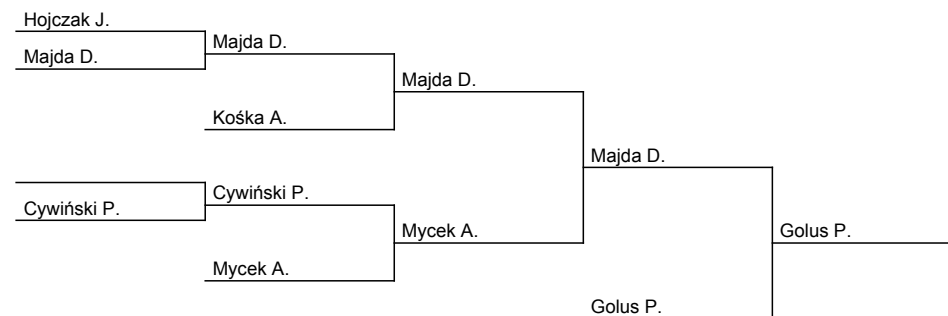 Hojczak J.
Majda D.
Majda D.
Majda D.
Kośka A.
Majda D.
Cywiński P.
Cywiński P.
Mycek A.
Golus P.
Mycek A.
Golus P.